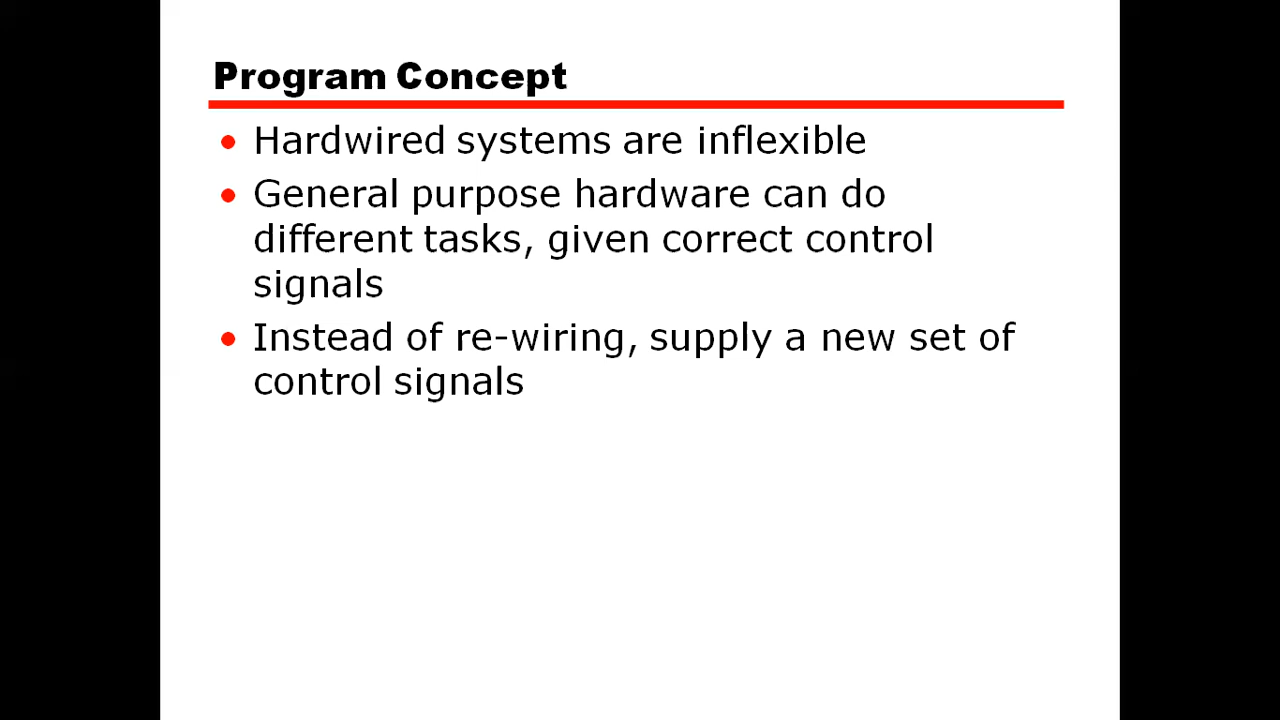 Program Concept
• Hardwired systems are inflexible
• General purpose hardware can do
different tasks, given correct control
signals
• Instead of re-wiring, supply a new set of
control signals